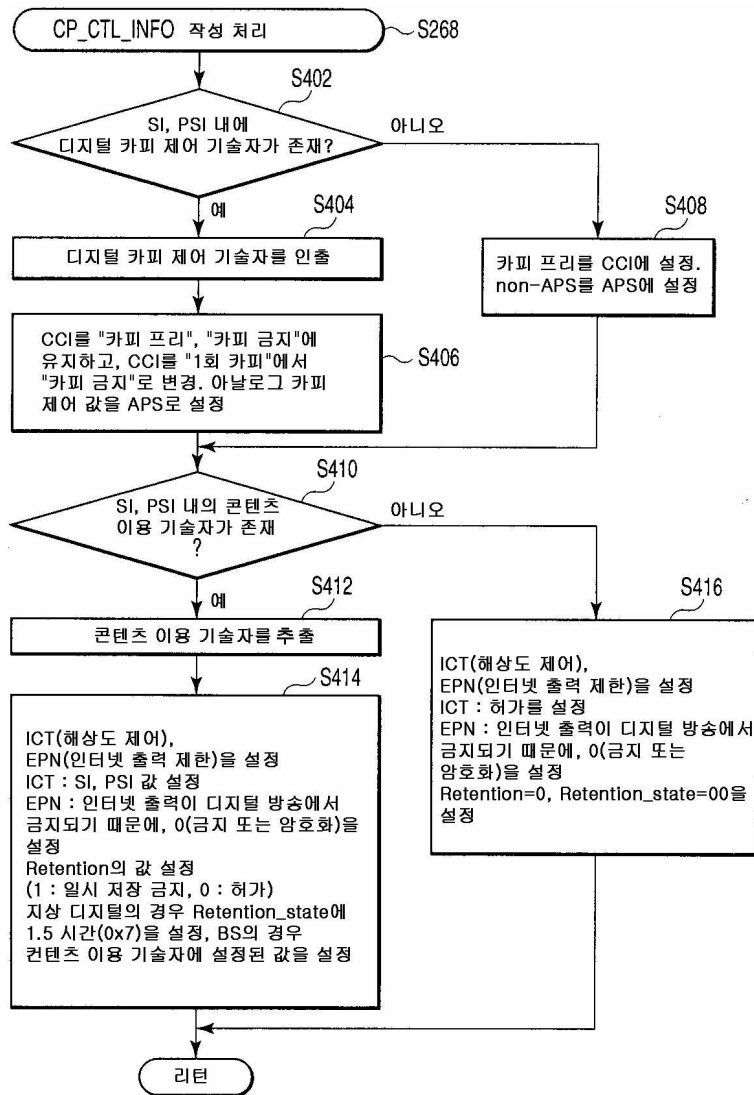 CP_CTL_INFO 작성 처리
S268
S402
SI, PSI 내에
디지털 카피 제어 기술자가 존재?
아니오
예
S404
디지털 카피 제어 기술자를 인출
S408
카피 프리를 CCI에 설정.
non-APS를 APS에 설정
CCI를 "카피 프리", "카피 금지"에
유지하고, CCI를 "1회 카피"에서
"카피 금지"로 변경. 아날로그 카피
제어 값을 APS로 설정
S406
S410
SI, PSI 내의 콘텐츠
이용 기술자가 존재
?
아니오
예
S412
콘텐츠 이용 기술자를 추출
S416
ICT(해상도 제어),
EPN(인터넷 출력 제한)을 설정
ICT : 허가를 설정
EPN : 인터넷 출력이 디지털 방송에서
금지되기 때문에, 0(금지 또는
암호화)을 설정
Retention=0, Retention_state=00을
설정
S414
ICT(해상도 제어),
EPN(인터넷 출력 제한)을 설정
ICT : SI, PSI 값 설정
EPN : 인터넷 출력이 디지털 방송에서
금지되기 때문에, 0(금지 또는 암호화)을
설정
Retention의 값 설정
(1 : 일시 저장 금지, 0 : 허가)
지상 디지털의 경우 Retention_state에
1.5 시간(0x7)을 설정, BS의 경우
컨텐츠 이용 기술자에 설정된 값을 설정
리턴